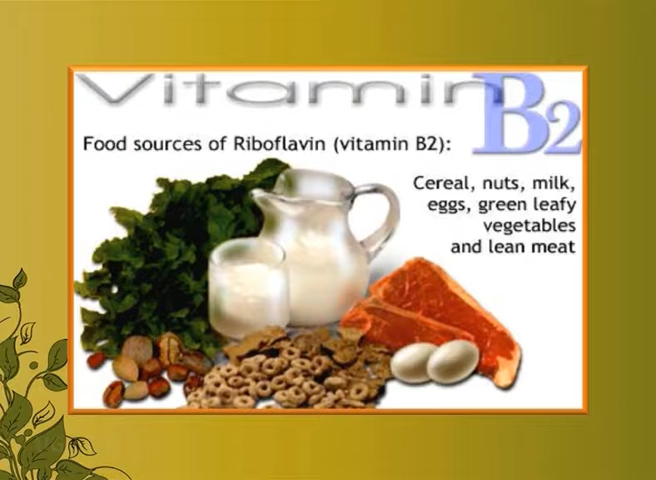 Vitamin B2
Food sources of Riboflavin (vitamin B2):
Cereal, nuts, milk,
eggs, green leafy
vegetables
and lean meat